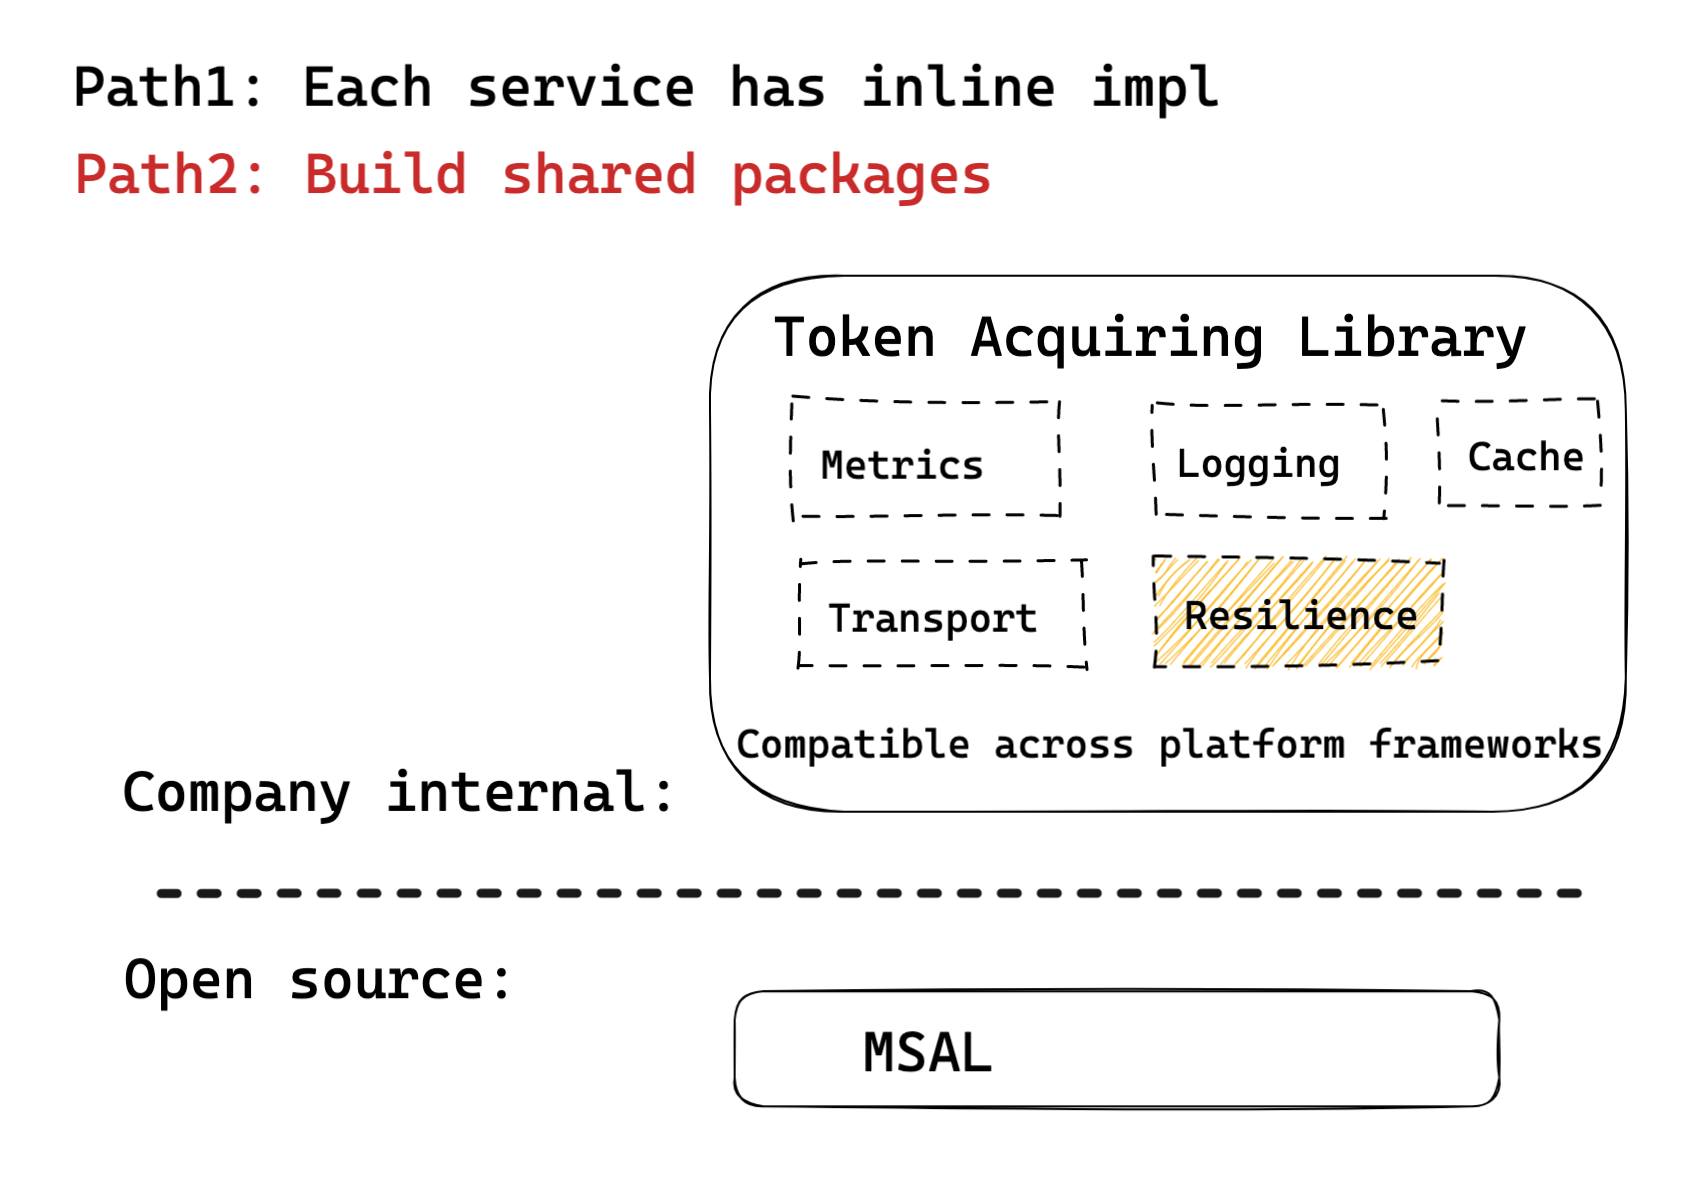 Path1: Each service has inline impl
Path2: Build shared packages
Token Acquiring Library
Metrics
Logging
Cache
Transport
Resilience
Compatible across platform frameworks
Company internal:
Open source:
MSAL